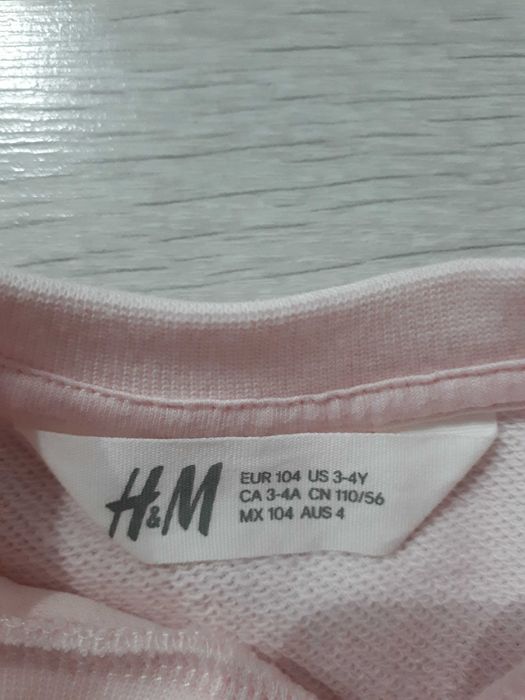 H&M
EUR 104 US 3-4Y
CA 3-4A CN 110/56
MX 104 AUS 4